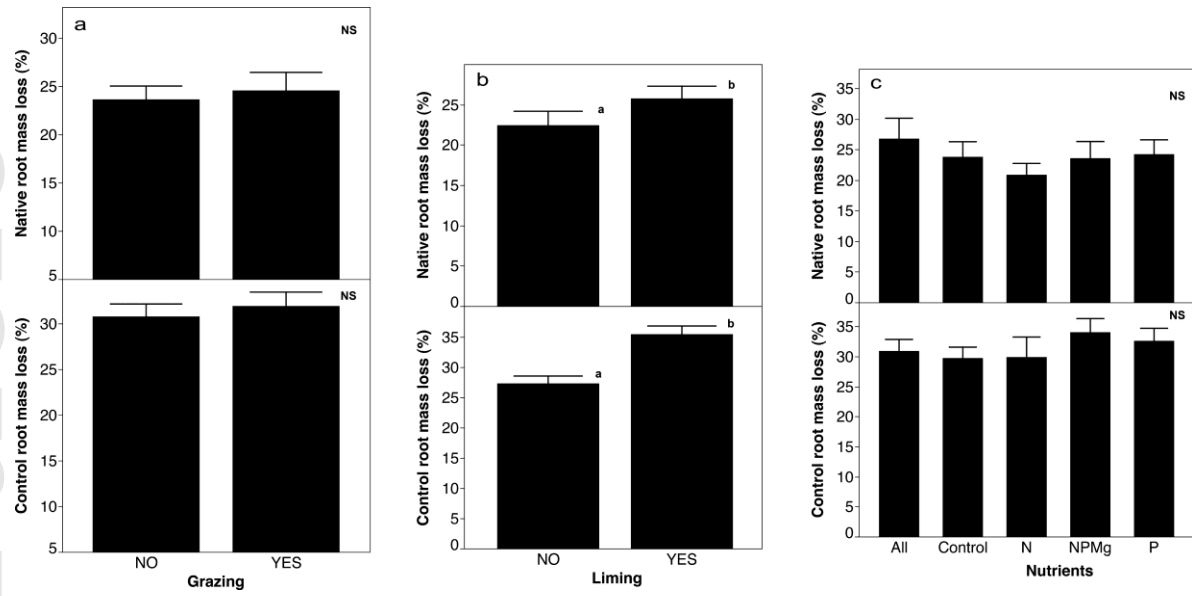 a
NS
Native root mass loss (%)
30
25
20
15
10
5
NS
Control root mass loss (%)
30
25
20
15
10
5
NO YES
Grazing
b
a
b
Native root mass loss (%)
25
20
15
10
5
0
a
b
Control root mass loss (%)
35
30
25
20
15
10
5
0
NO YES
Liming
c
NS
Native root mass loss (%)
35
30
25
20
15
10
5
0
NS
Control root mass loss (%)
35
30
25
20
15
10
5
0
All Control N NPMg P
Nutrients